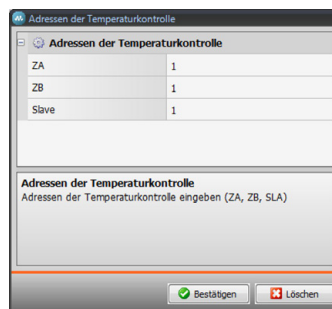 Adressen der Temperaturkontrolle
Adressen der Temperaturkontrolle
ZA 1
ZB 1
Slave 1
Adressen der Temperaturkontrolle
Adressen der Temperaturkontrolle eingeben (ZA, ZB, SLA)
Bestätigen Löschen